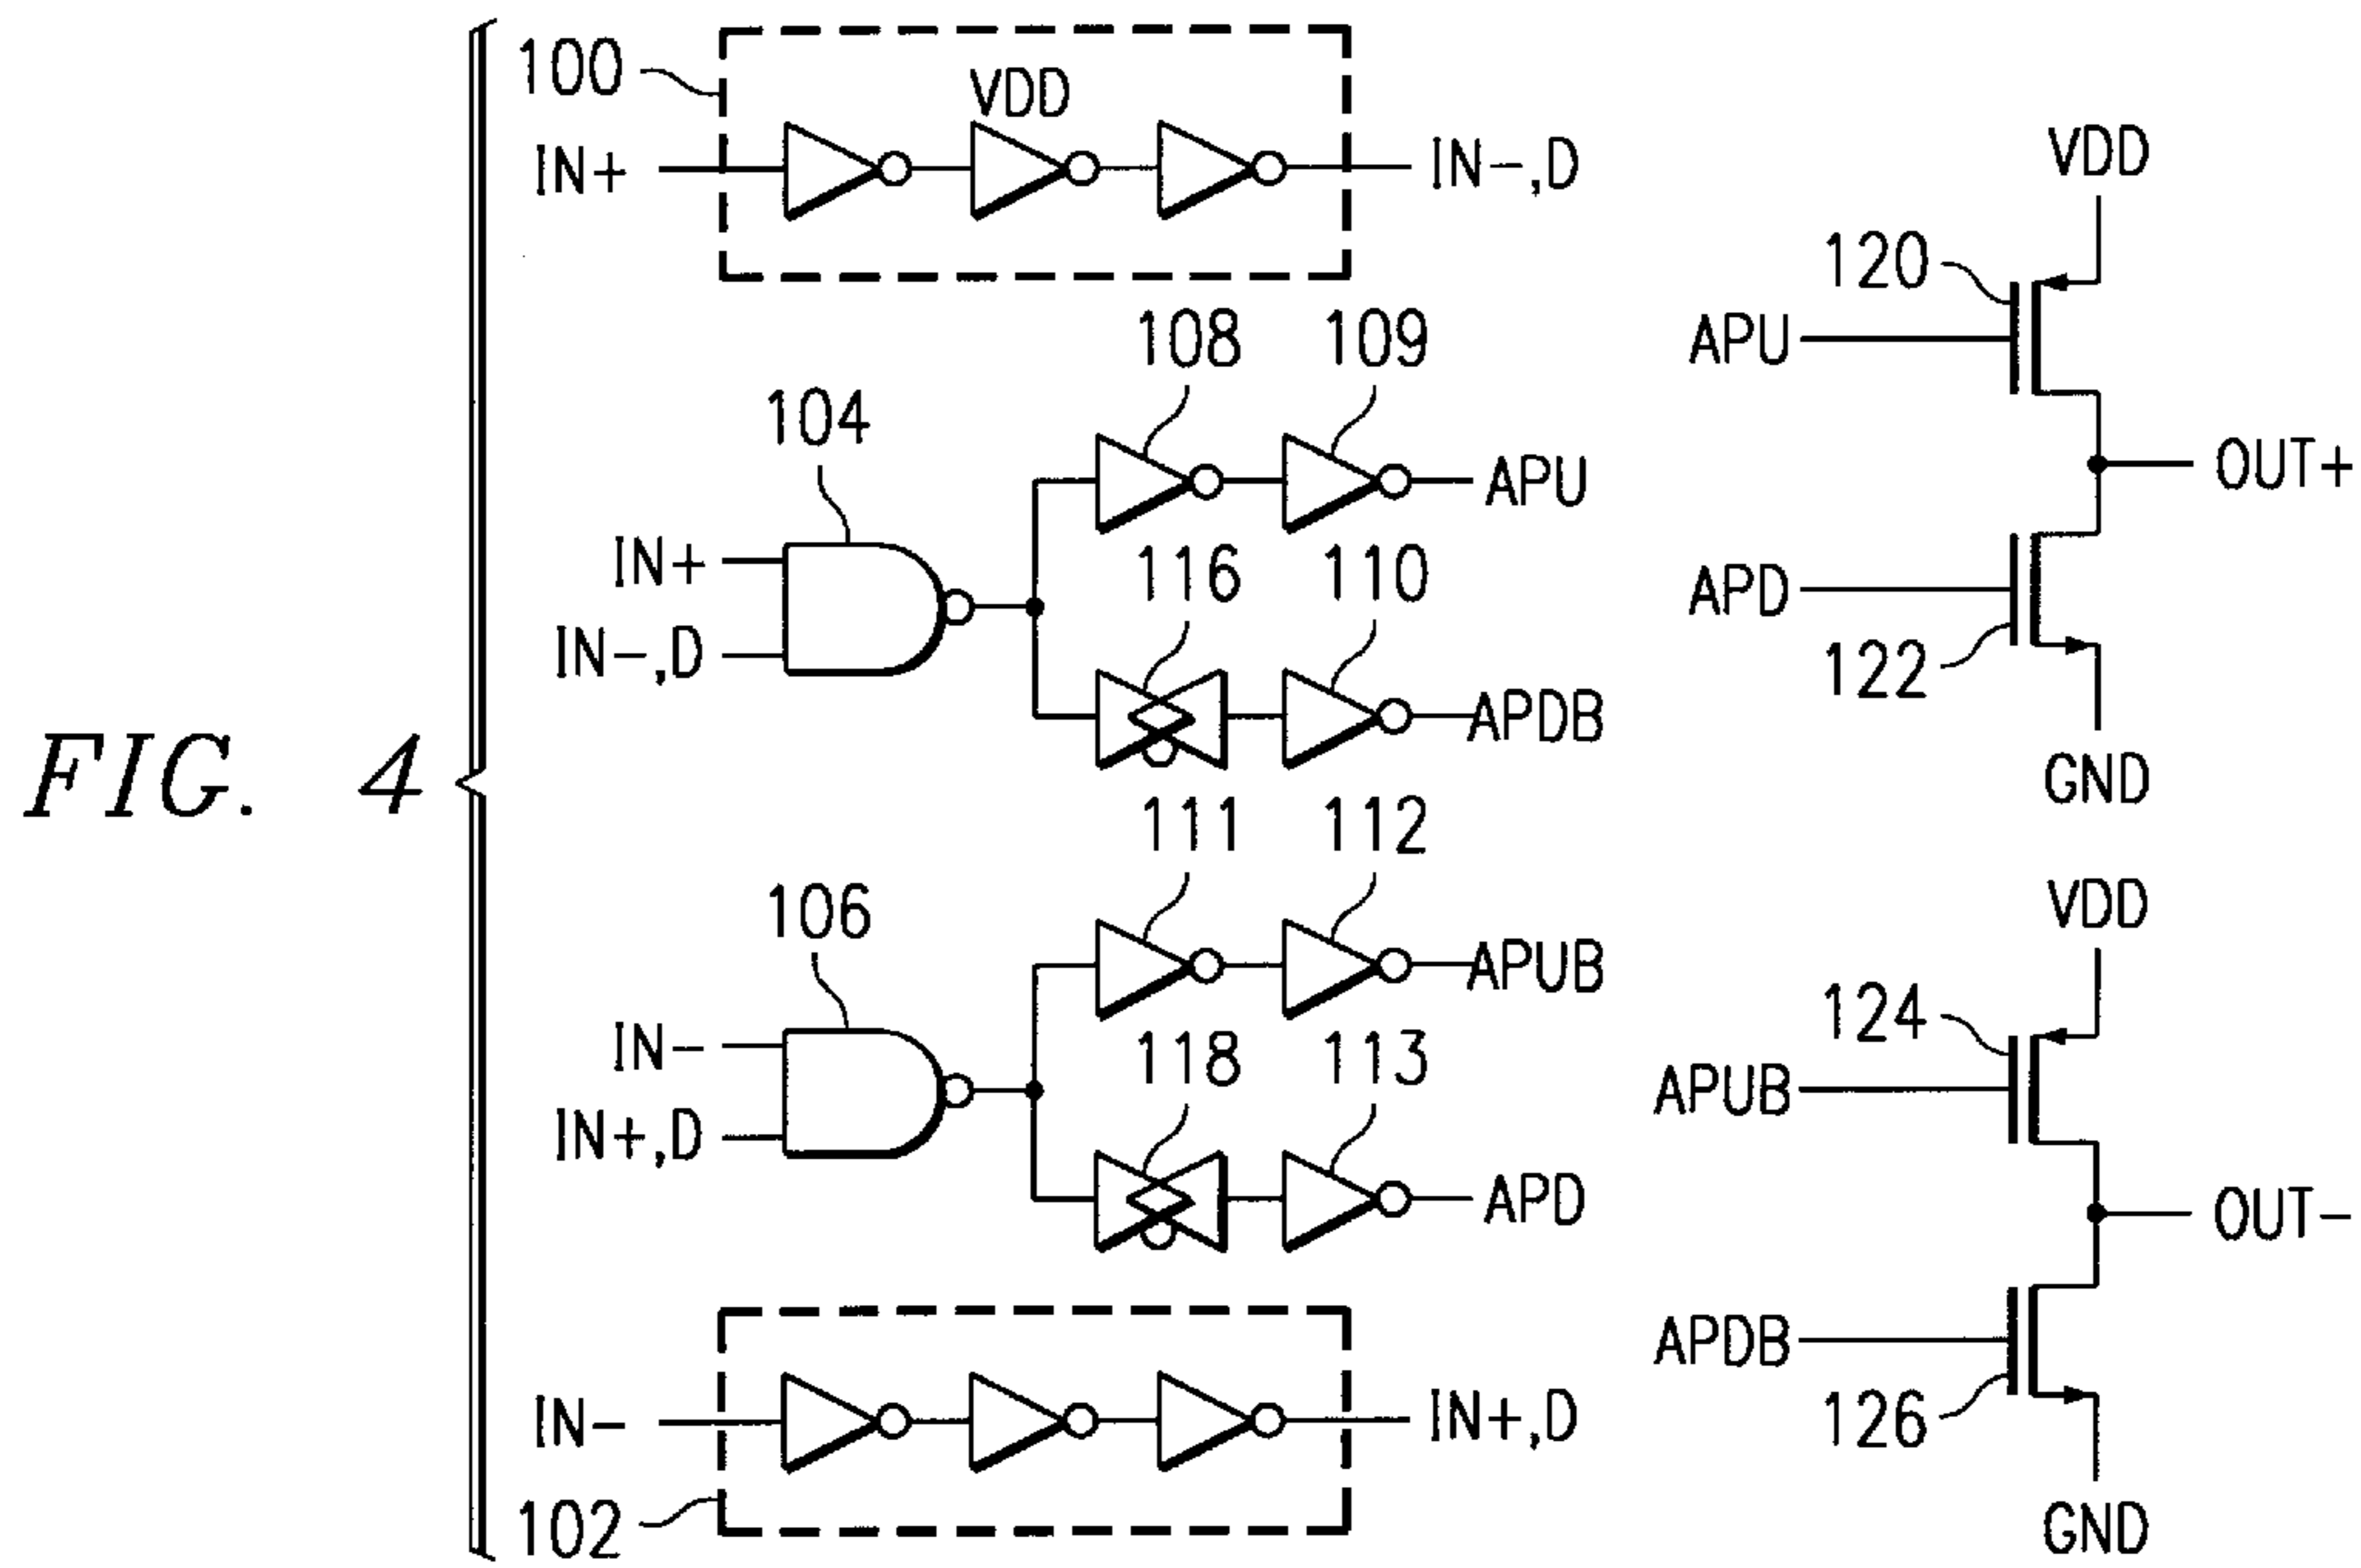 FIG. 4
100
VDD
IN+
IN-,D
108
109
104
APU
IN+
116
110
IN-,D
APDB
111
112
106
APUB
IN-
118
113
IN+,D
APD
IN-
IN+,D
102
VDD
120
APU
OUT+
APD
122
GND
VDD
124
APUB
OUT-
APDB
126
GND